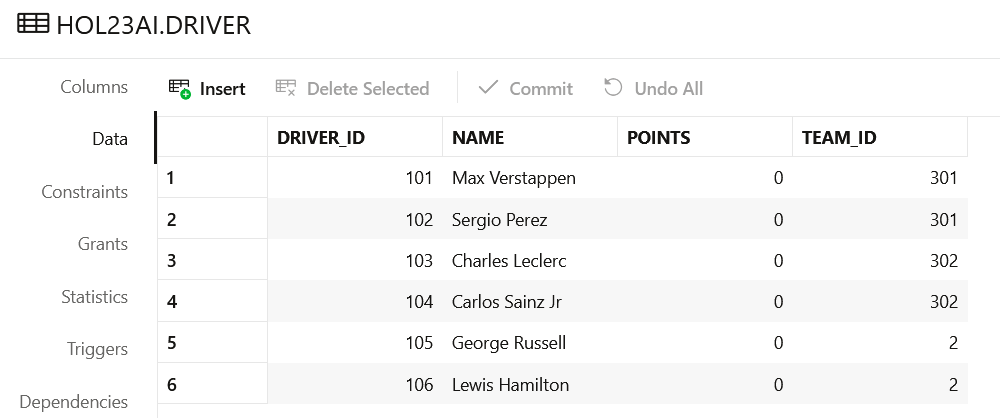 HOL23AI.DRIVER
Columns
Data
Constraints
Grants
Statistics
Triggers
Dependencies
Insert Delete Selected Commit Undo All
DRIVER_ID NAME POINTS TEAM_ID
1 101 Max Verstappen 0 301
2 102 Sergio Perez 0 301
3 103 Charles Leclerc 0 302
4 104 Carlos Sainz Jr 0 302
5 105 George Russell 0 2
6 106 Lewis Hamilton 0 2